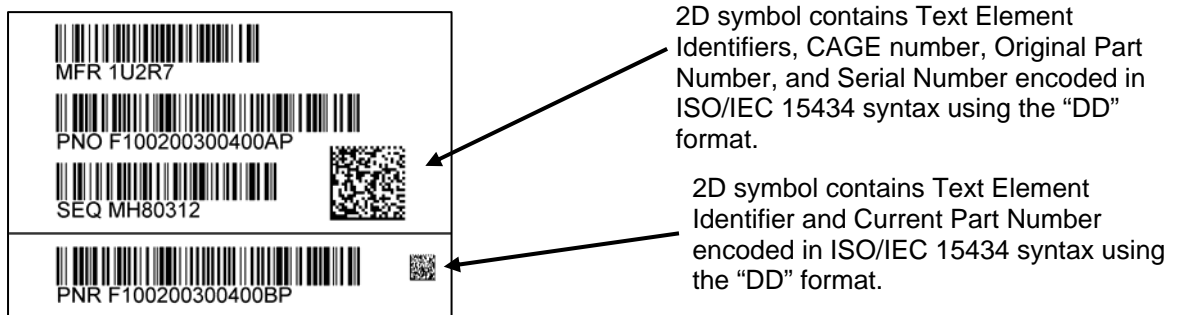 MFR 1U2R7
PNO F100200300400AP
SEQ MH80312
PNR F100200300400BP
2D symbol contains Text Element
Identifiers, CAGE number, Original Part
Number, and Serial Number encoded in
ISO/IEC 15434 syntax using the “DD”
format.
2D symbol contains Text Element
Identifier and Current Part Number
encoded in ISO/IEC 15434 syntax using
the “DD” format.